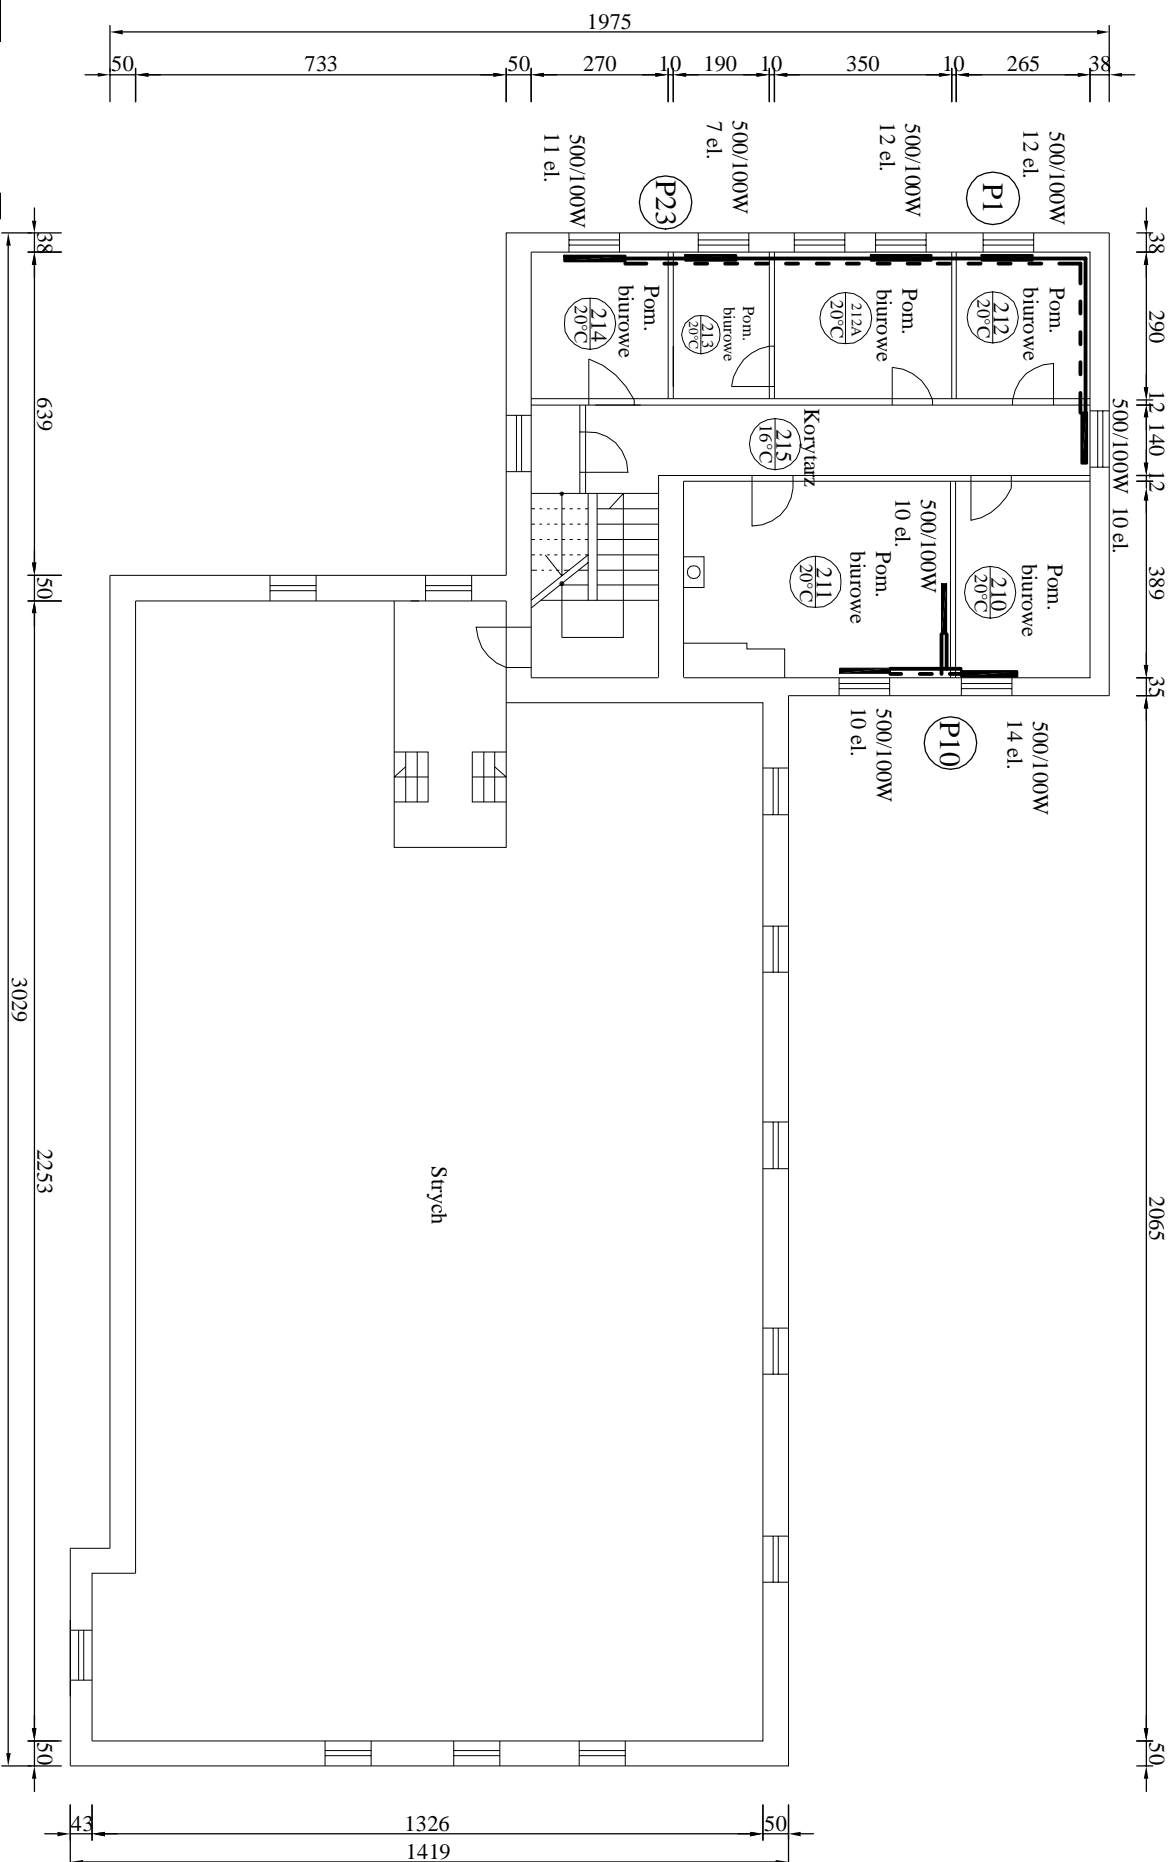 1975
50
733
50
270
10
190
10
350
10
265
38
500/100W
11 el.
500/100W
7 el.
500/100W
12 el.
500/100W
12 el.
P23
P1
38
639
50
2253
50
3029
38
290
12
140
12
389
35
2065
50
Pom.
biurowe
214
20°C
Pom.
biurowe
213
20°C
Pom.
biurowe
212A
20°C
Pom.
biurowe
212
20°C
Korytarz
215
16°C
500/100W 10 el.
500/100W
10 el.
Pom.
biurowe
211
20°C
Pom.
biurowe
210
20°C
500/100W
10 el.
P10
500/100W
14 el.
Strych
43
1326
50
1419